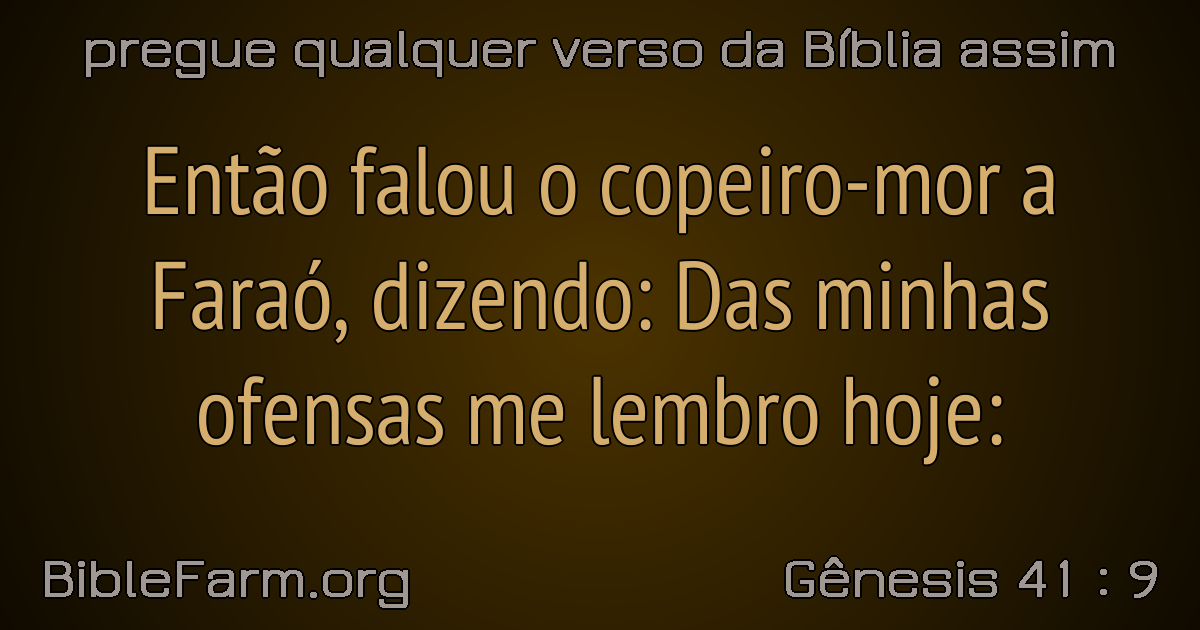 pregue qualquer verso da Bíblia assim
Então falou o copeiro-mor a
Faraó, dizendo: Das minhas
ofensas me lembro hoje:
BibleFarm.org
Gênesis 41 : 9